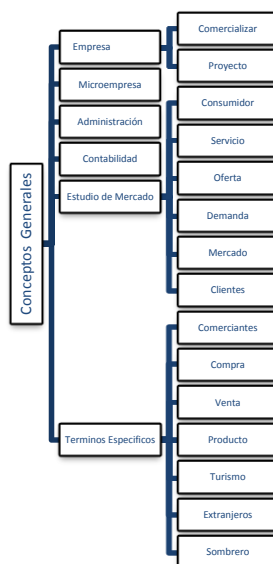 Conceptos Generales
Empresa
Comercializar
Proyecto
Microempresa
Administración
Contabilidad
Estudio de Mercado
Consumidor
Servicio
Oferta
Demanda
Mercado
Clientes
Terminos Especificos
Comerciantes
Compra
Venta
Producto
Turismo
Extranjeros
Sombrero